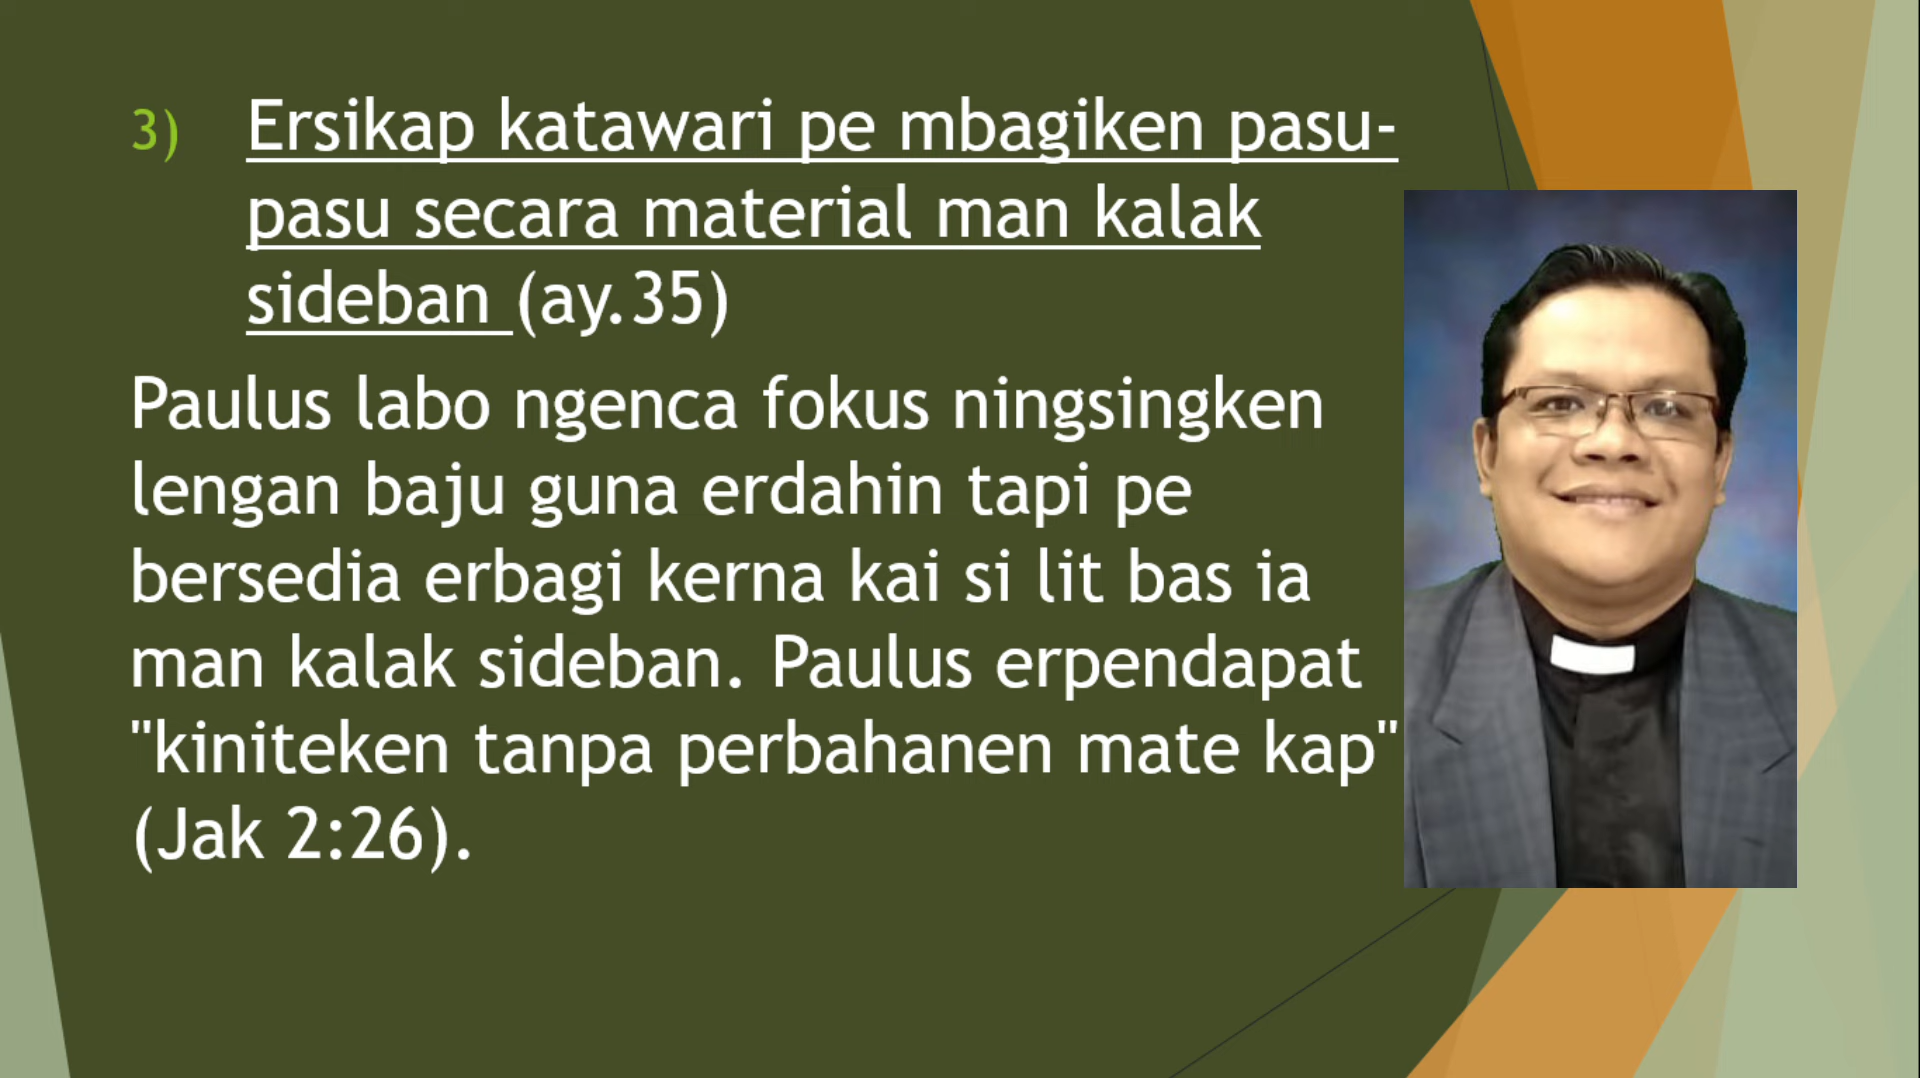 3) Ersikap katawari pe mbagiken pasu-
pasu secara material man kalak
sideban (ay.35)
Paulus labo ngenca fokus ningsingken
lengan baju guna erdahin tapi pe
bersedia erbagi kerna kai si lit bas ia
man kalak sideban. Paulus erpendapat
"kiniteken tanpa perbahanen mate kap"
(Jak 2:26).